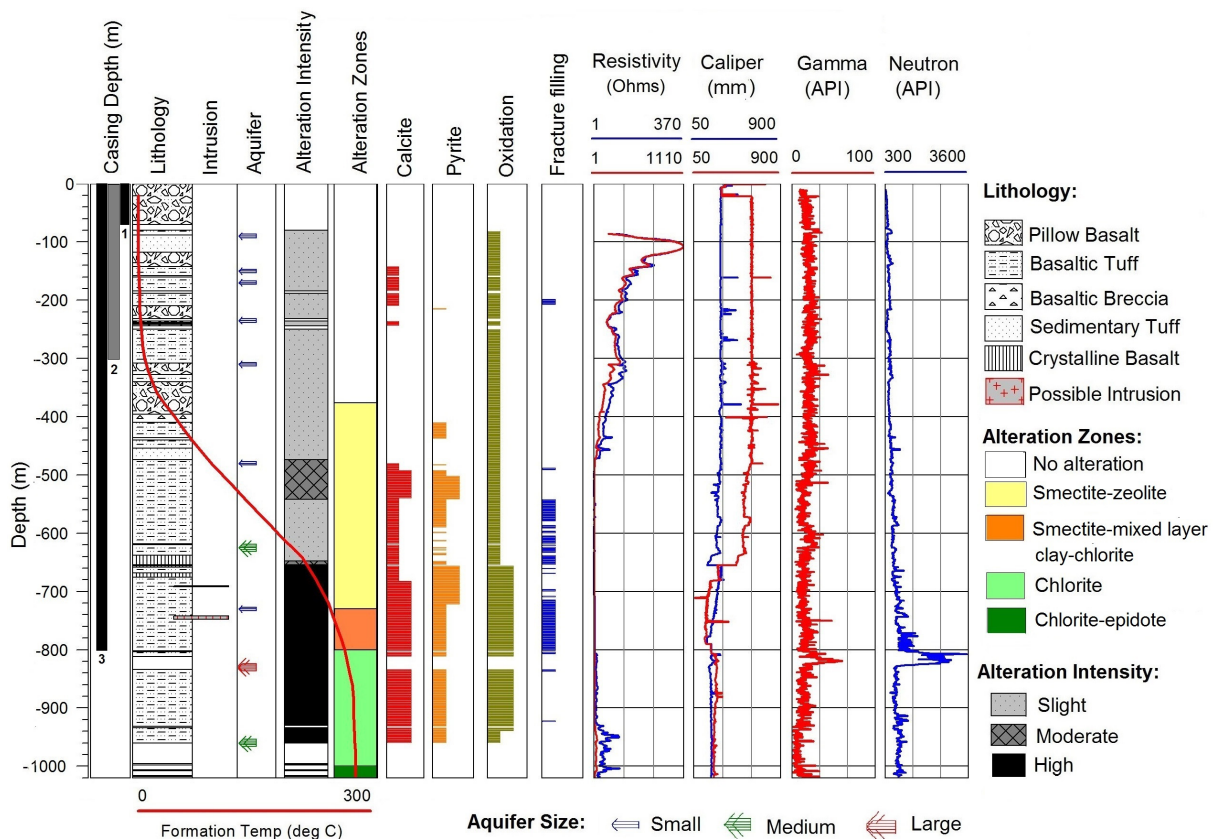 Casing Depth (m)
Lithology
Intrusion
Aquifer
Alteration Intensity
Alteration Zones
Calcite
Pyrite
Oxidation
Fracture filling
Resistivity
(Ohms)
Caliper
(mm)
Gamma
(API)
Neutron
(API)
1 370
50 900
1 1110
50 900
0 100
300 3600
Depth (m)
0
-100
-200
-300
-400
-500
-600
-700
-800
-900
-1000
1
2
3
0 300
Formation Temp (deg C)
Lithology:
Pillow Basalt
Basaltic Tuff
Basaltic Breccia
Sedimentary Tuff
Crystalline Basalt
Possible Intrusion
Alteration Zones:
No alteration
Smectite-zeolite
Smectite-mixed layer
clay-chlorite
Chlorite
Chlorite-epidote
Alteration Intensity:
Slight
Moderate
High
Aquifer Size: Small Medium Large